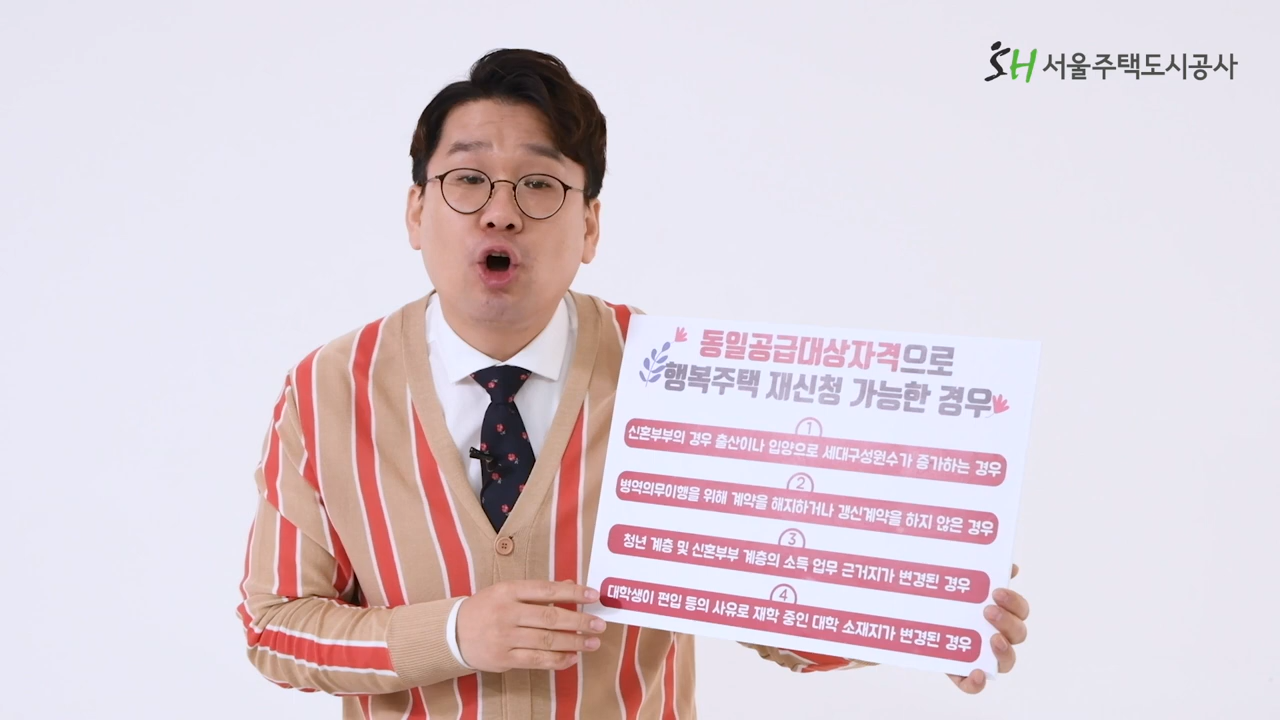 SH 서울주택도시공사
동일공급대상자격으로
행복주택 재신청 가능한 경우
1
신혼부부의 경우 출산이나 입양으로 세대구성원수가 증가하는 경우
2
병역의무이행을 위해 계약을 해지하거나 갱신계약을 하지 않은 경우
3
청년 계층 및 신혼부부 계층의 소득 업무 근거지가 변경된 경우
4
대학생이 편입 등의 사유로 재학 중인 대학 소재지가 변경된 경우